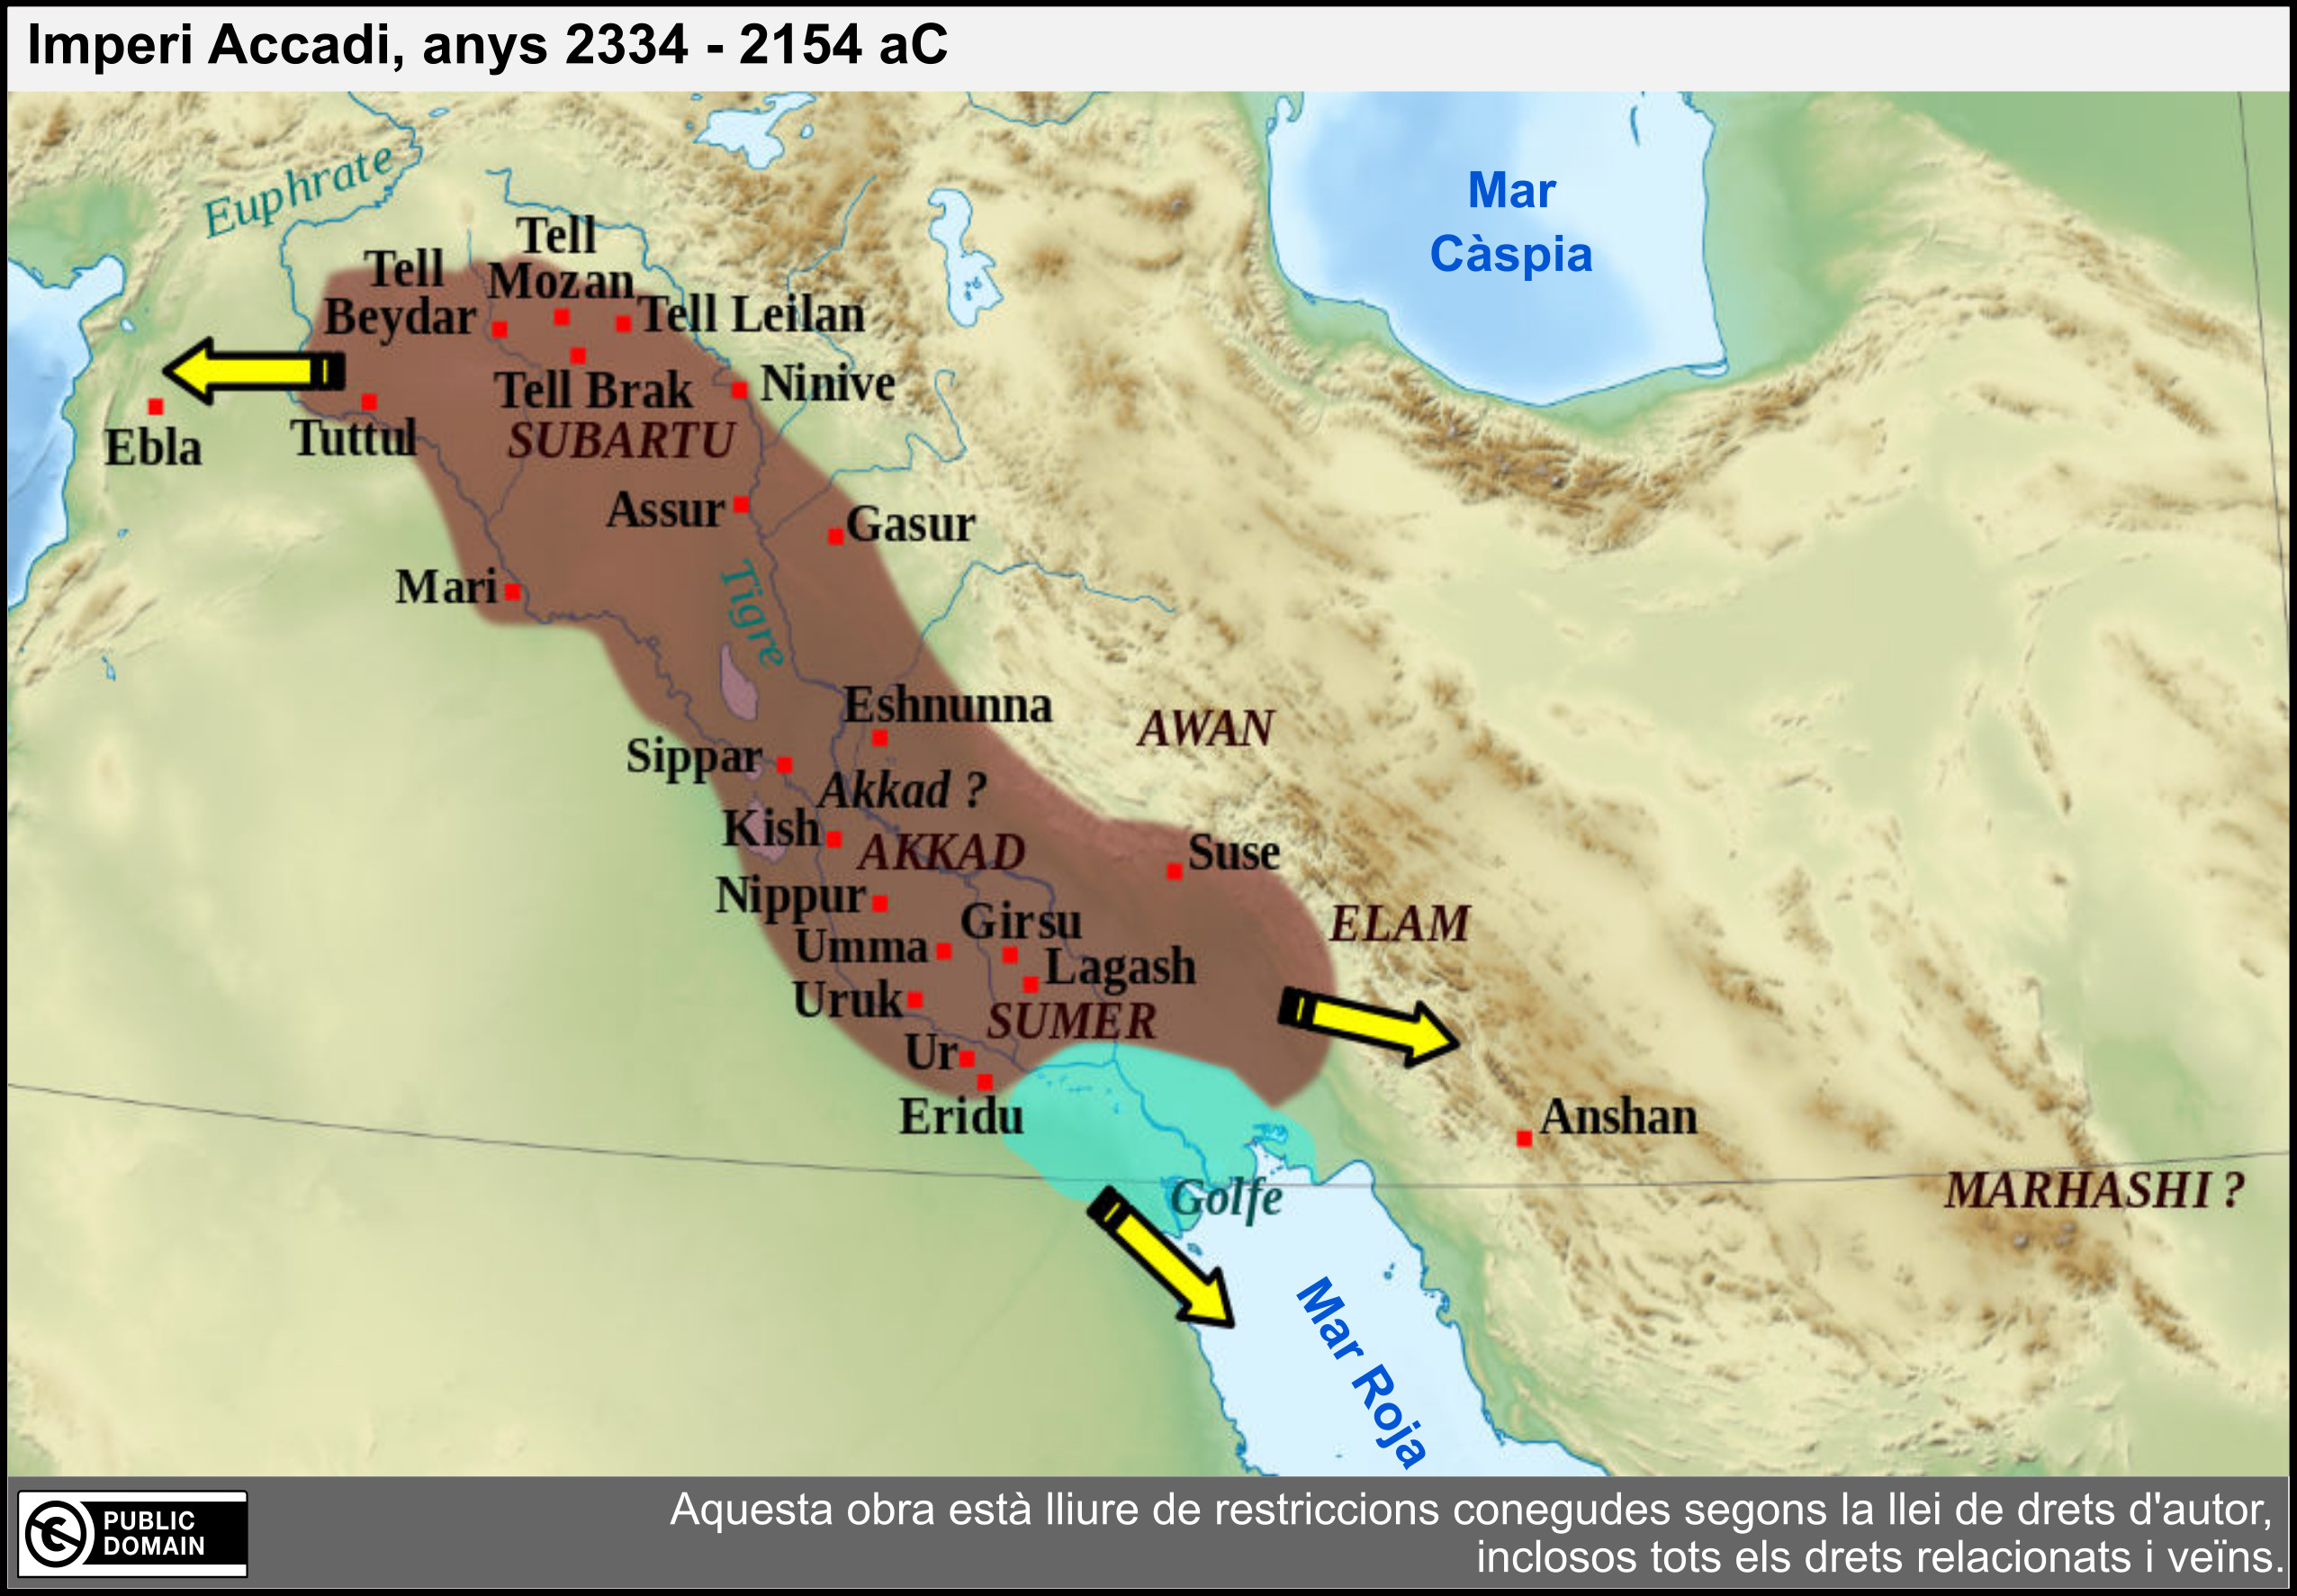 Imperi Accadi, anys 2334 - 2154 aC
Euphrate
Mar
Càspia
Tell
Mozan
Tell
Beydar
Tell Leilan
Tell Brak
Ninive
SUBARTU
Ebla
Tuttul
Assur
Gasur
Mari
Tigre
Eshnunna
AWAN
Sippar
Akkad ?
Kish
AKKAD
Suse
Nippur
Girsu
ELAM
Umma
Lagash
Uruk
SUMER
Ur
Eridu
Anshan
Golfe
MARHASHI ?
Mar Roja
PUBLIC
DOMAIN
Aquesta obra està lliure de restriccions conegudes segons la llei de drets d'autor,
inclosos tots els drets relacionats i veïns.